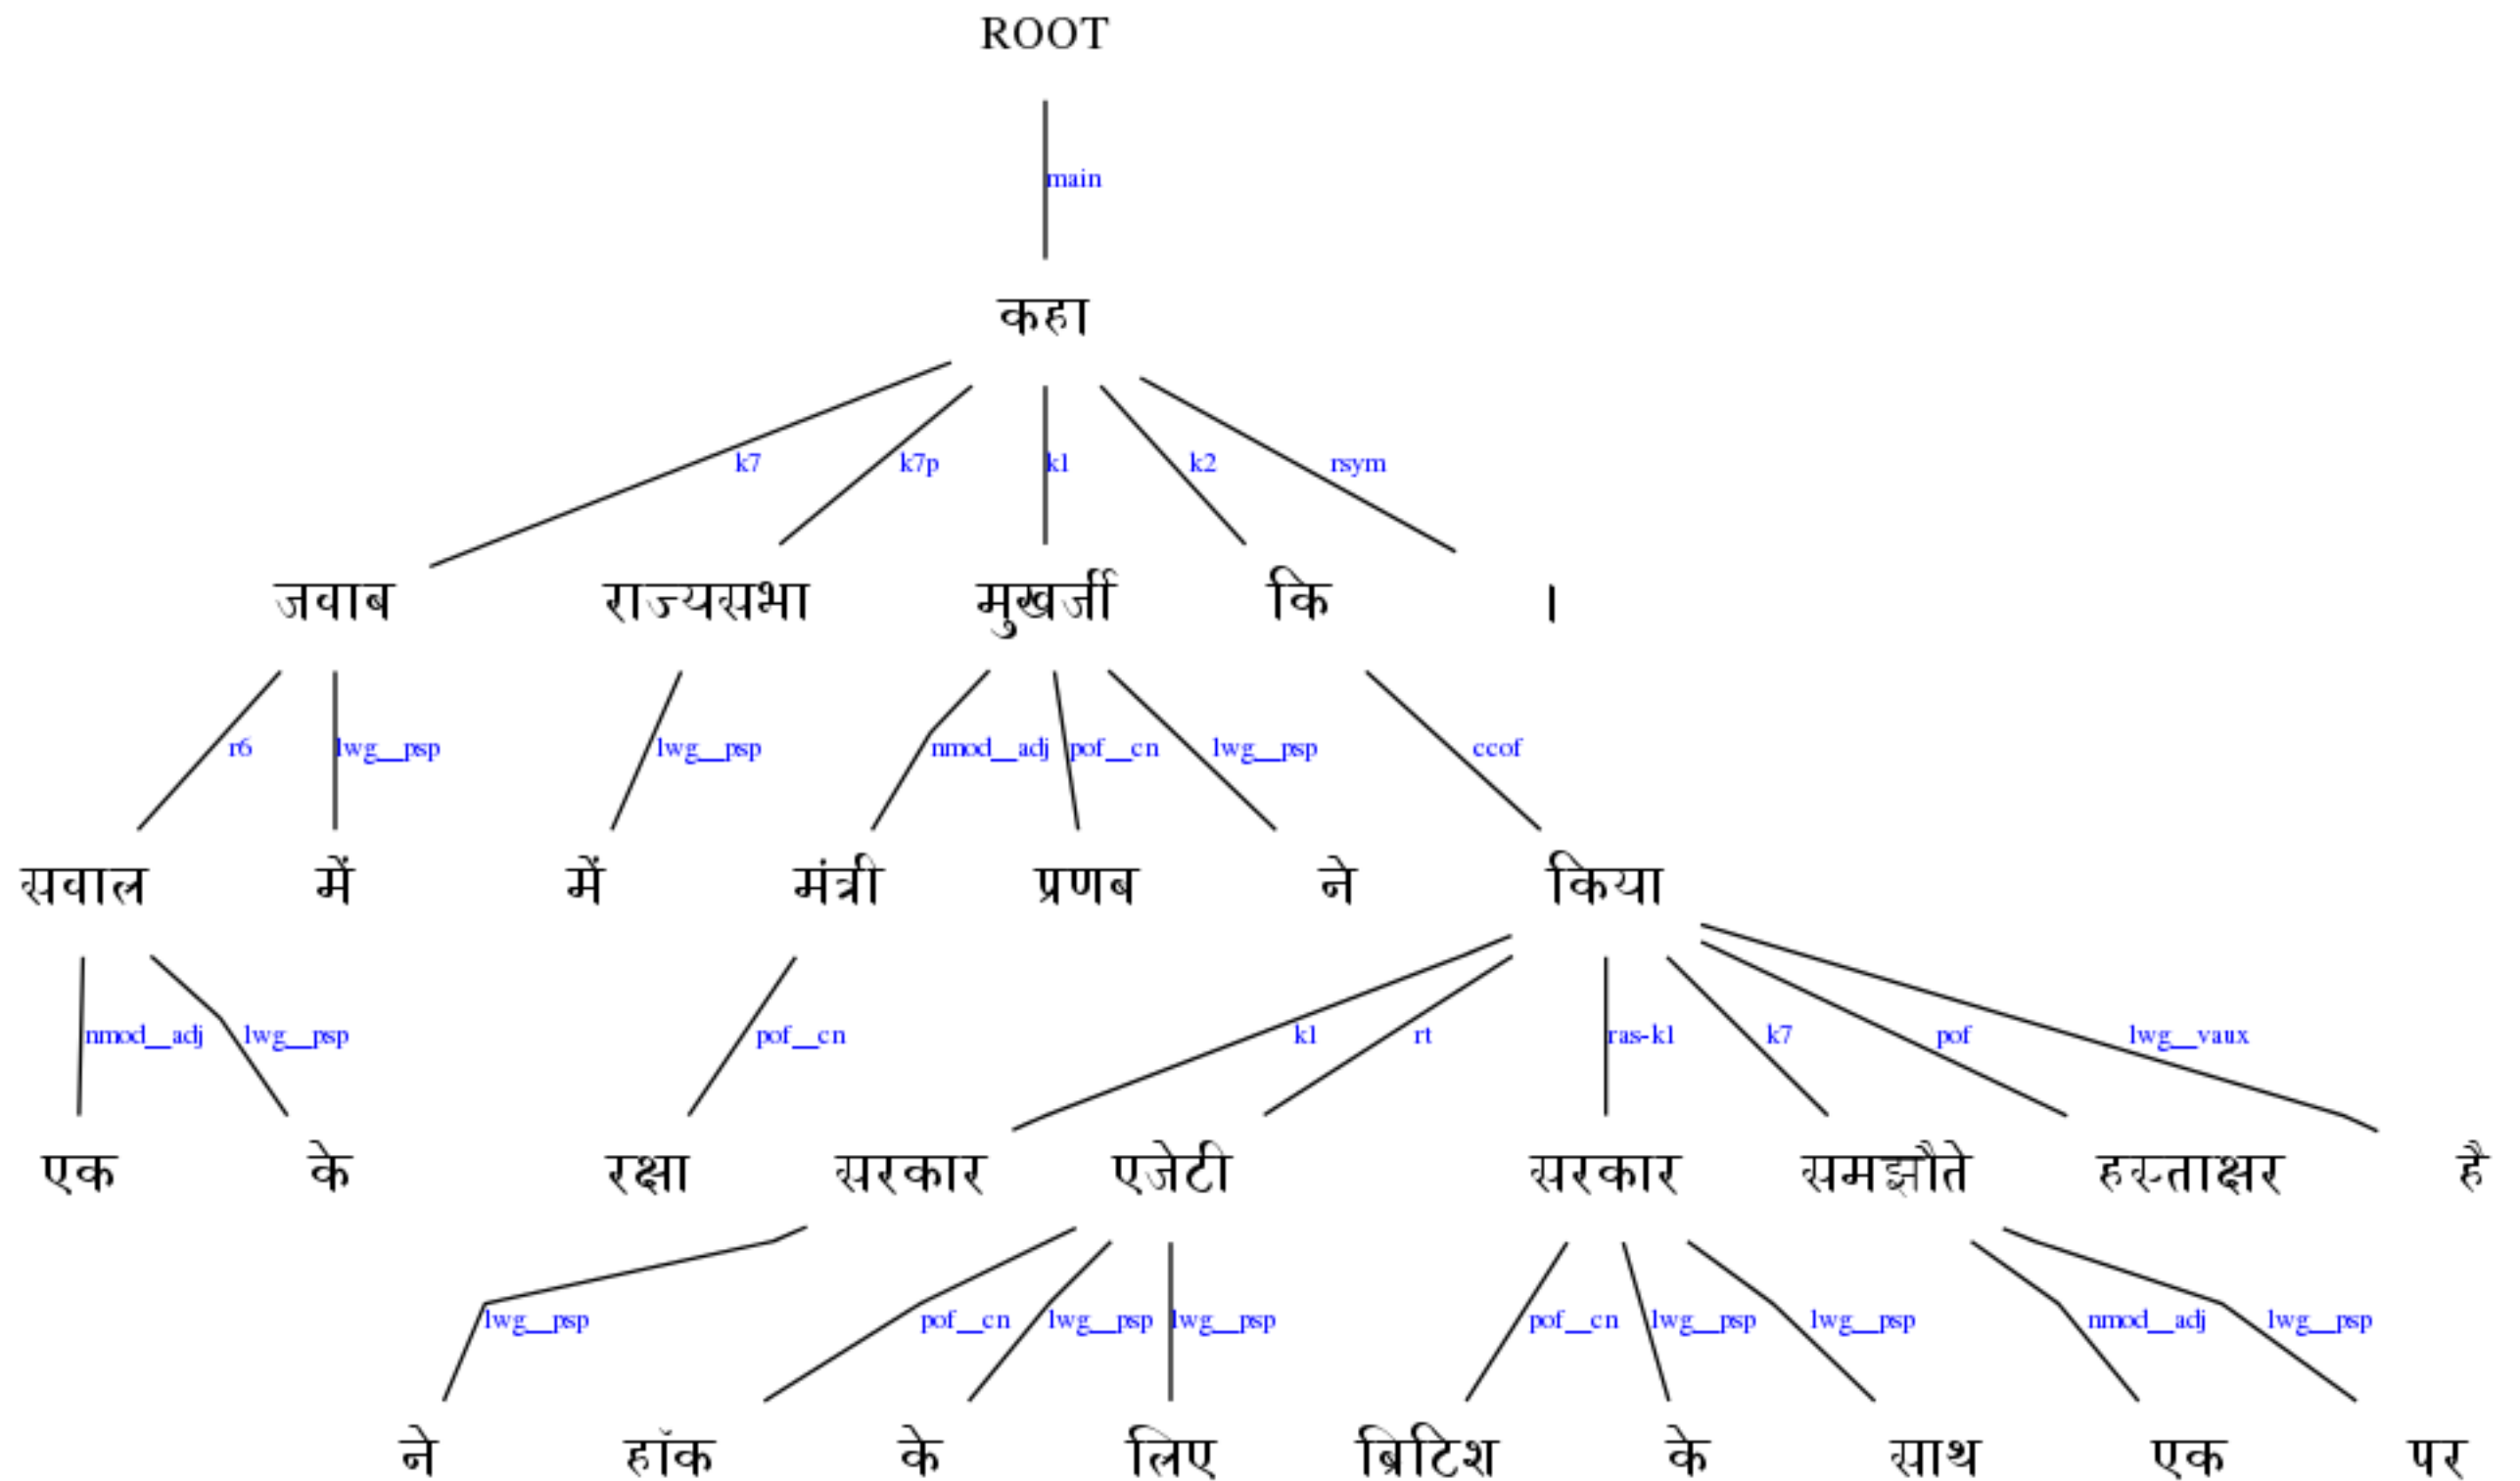 ROOT
main
कहा
k7 k7p k1 k2 rsym
जवाब राज्यसभा मुखर्जी कि ।
r6 lwg__psp lwg__psp nmod__adj pof__cn lwg__psp ccof
सवाल में में मंत्री प्रणब ने किया
nmod__adj lwg__psp pof__cn k1 rt ras-k1 k7 pof lwg__vaux
एक के रक्षा सरकार एजेटी सरकार समझौते हस्ताक्षर है
lwg__psp pof__cn lwg__psp lwg__psp pof__cn lwg__psp lwg__psp nmod__adj lwg__psp
ने हॉक के लिए ब्रिटिश के साथ एक पर